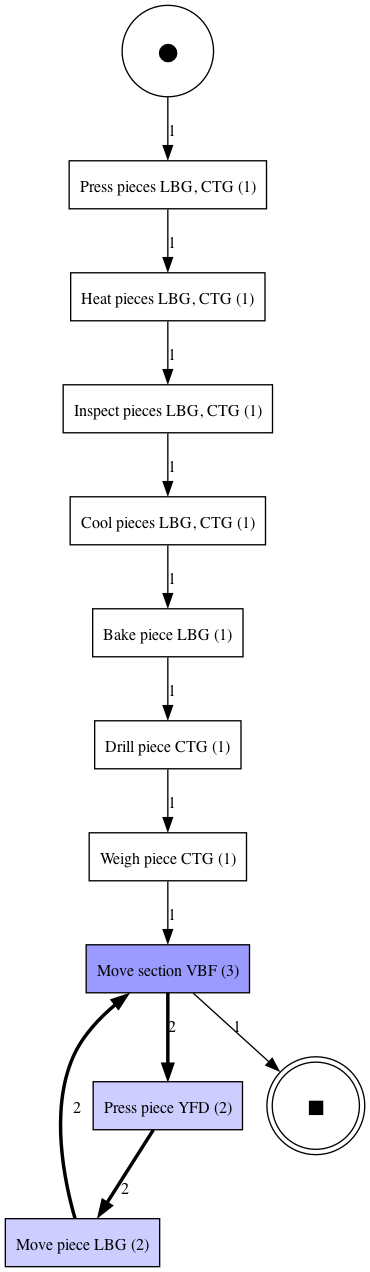 1
Press pieces LBG, CTG (1)
1
Heat pieces LBG, CTG (1)
1
Inspect pieces LBG, CTG (1)
1
Cool pieces LBG, CTG (1)
1
Bake piece LBG (1)
1
Drill piece CTG (1)
1
Weigh piece CTG (1)
1
Move section VBF (3)
2
1
2
Press piece YFD (2)
2
Move piece LBG (2)